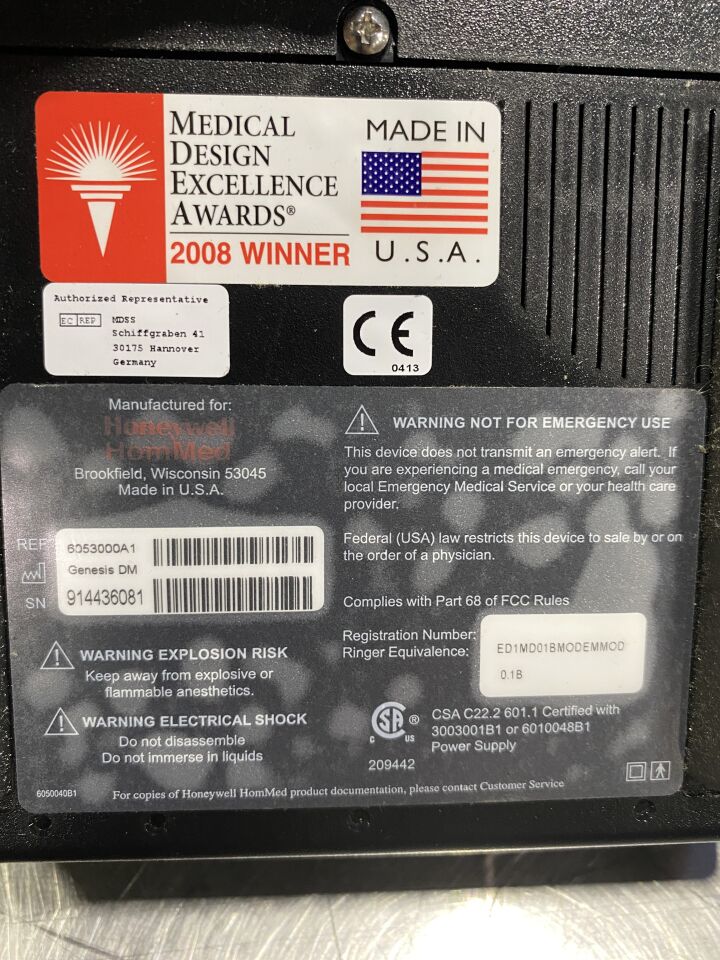 MEDICAL
DESIGN
EXCELLENCE
AWARDS®
2008 WINNER
MADE IN
U.S.A.
Authorized Representative
EC REP MDSS
Schiffgraben 41
30175 Hannover
Germany
CE
0413
Manufactured for:
Honeywell
HomMed
Brookfield, Wisconsin 53045
Made in U.S.A.
REF 6053000A1
Genesis DM
SN 914436081
WARNING EXPLOSION RISK
Keep away from explosive or
flammable anesthetics.
WARNING ELECTRICAL SHOCK
Do not disassemble
Do not immerse in liquids
WARNING NOT FOR EMERGENCY USE
This device does not transmit an emergency alert. If
you are experiencing a medical emergency, call your
local Emergency Medical Service or your health care
provider.
Federal (USA) law restricts this device to sale by or on
the order of a physician.
Complies with Part 68 of FCC Rules
Registration Number: ED1MD01BMODEMMOD
Ringer Equivalence: 0.1B
CSA® C US
209442
CSA C22.2 601.1 Certified with
3003001B1 or 6010048B1
Power Supply
6050040B1
For copies of Honeywell HomMed product documentation, please contact Customer Service